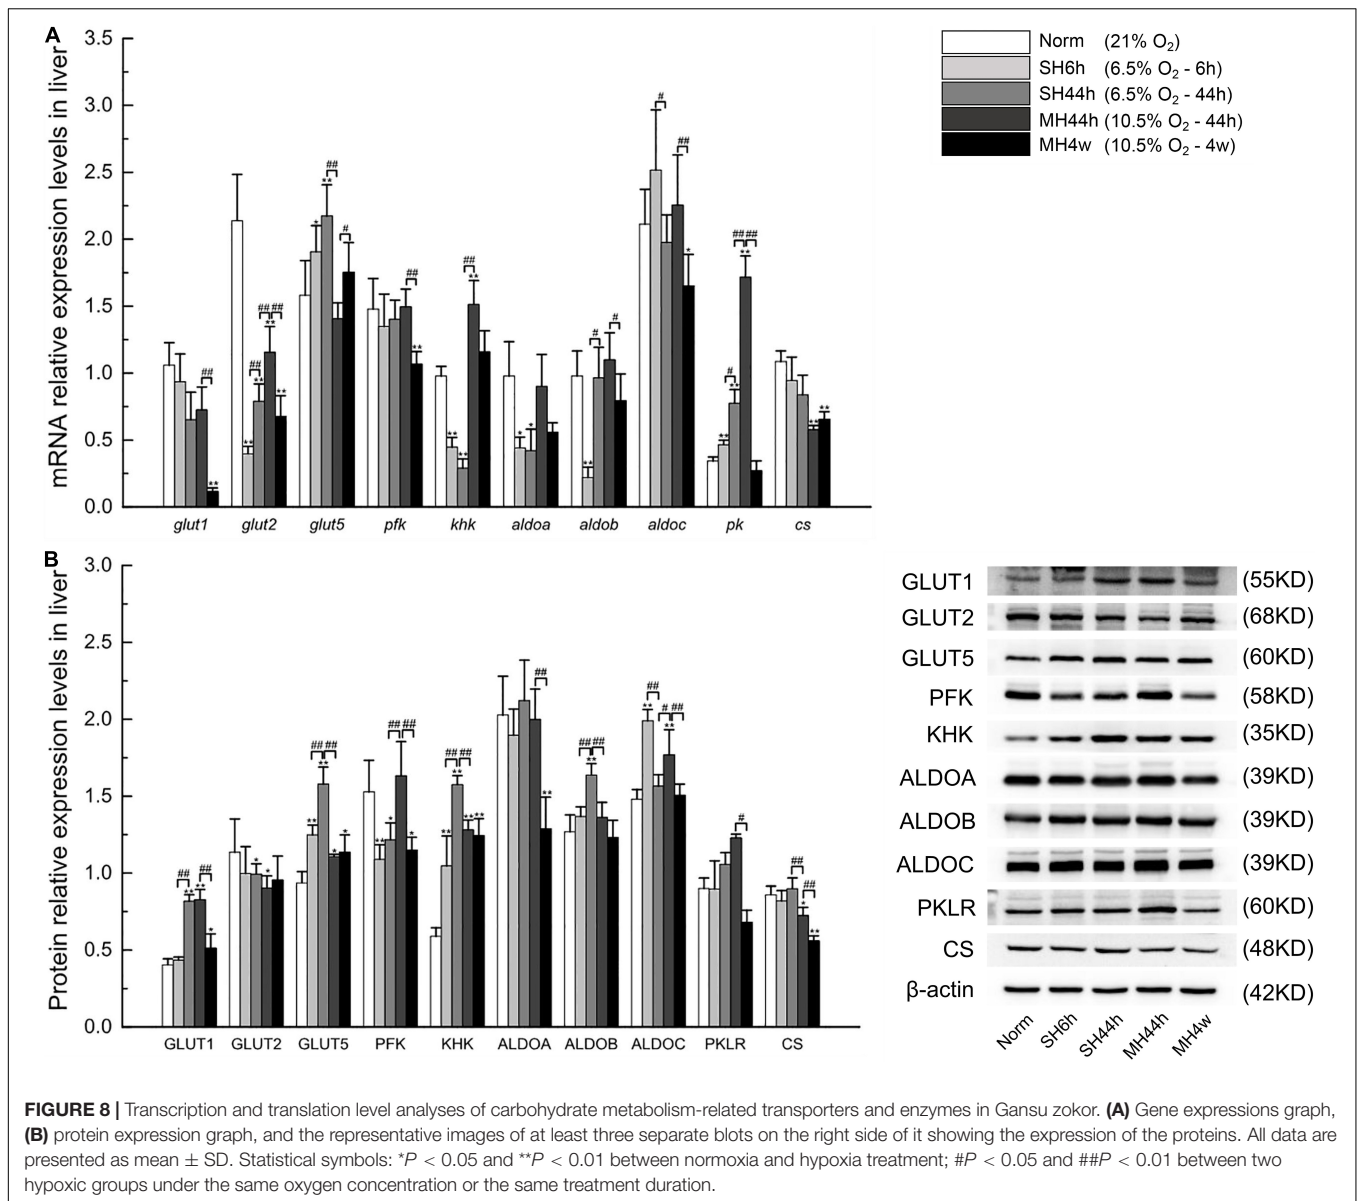 A
mRNA relative expression levels in liver
3.5
3.0
2.5
2.0
1.5
1.0
0.5
0.0
glut1 glut2 glut5 pfk khk aldoa aldob aldoc pk cs
Norm (21% O₂)
SH6h (6.5% O₂ - 6h)
SH44h (6.5% O₂ - 44h)
MH44h (10.5% O₂ - 44h)
MH4w (10.5% O₂ - 4w)
B
Protein relative expression levels in liver
3.0
2.5
2.0
1.5
1.0
0.5
0.0
GLUT1 GLUT2 GLUT5 PFK KHK ALDOA ALDOB ALDOC PKLR CS
GLUT1 (55KD)
GLUT2 (68KD)
GLUT5 (60KD)
PFK (58KD)
KHK (35KD)
ALDOA (39KD)
ALDOB (39KD)
ALDOC (39KD)
PKLR (60KD)
CS (48KD)
β-actin (42KD)
Norm SH6h SH44h MH44h MH4w
FIGURE 8 | Transcription and translation level analyses of carbohydrate metabolism-related transporters and enzymes in Gansu zokor. (A) Gene expressions graph,
(B) protein expression graph, and the representative images of at least three separate blots on the right side of it showing the expression of the proteins. All data are
presented as mean ± SD. Statistical symbols: *P < 0.05 and **P < 0.01 between normoxia and hypoxia treatment; #P < 0.05 and ##P < 0.01 between two
hypoxic groups under the same oxygen concentration or the same treatment duration.